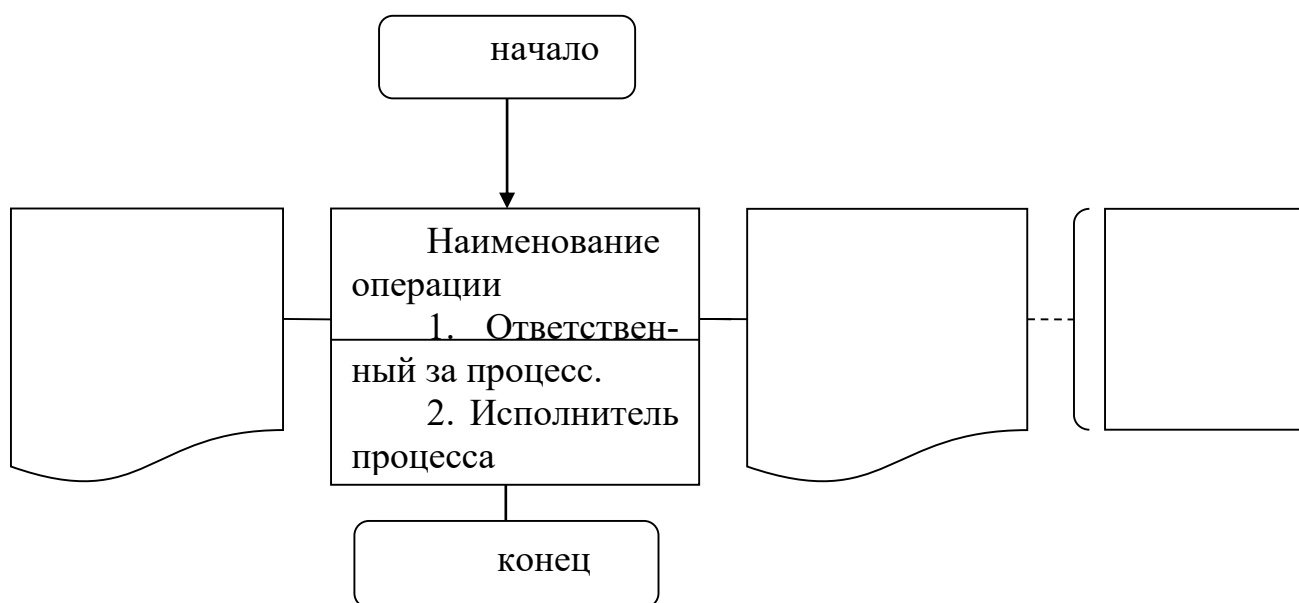 начало
Наименование
операции
1. Ответствен-
ный за процесс.
2. Исполнитель
процесса
конец